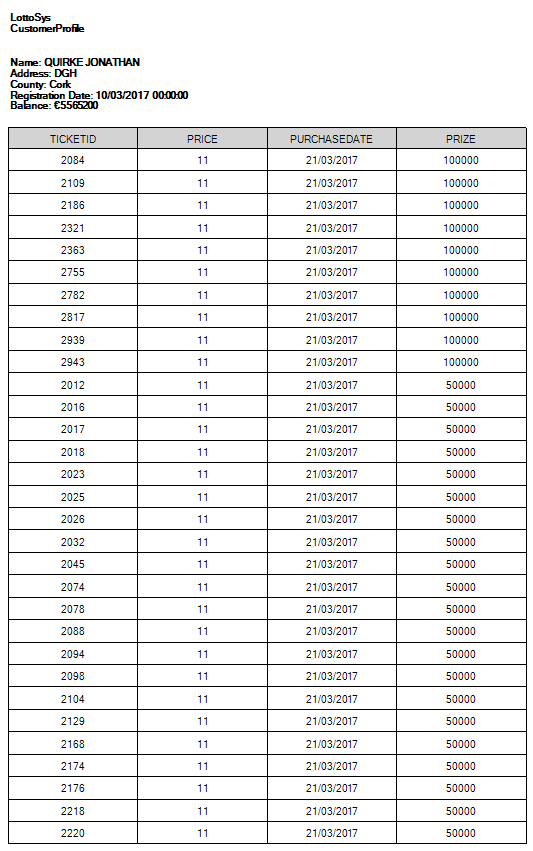 LottoSys
CustomerProfile
Name: QUIRKE JONATHAN
Address: DGH
County: Cork
Registration Date: 10/03/2017 00:00:00
Balance: €5565200
TICKETID PRICE PURCHASEDATE PRIZE
2084 11 21/03/2017 100000
2109 11 21/03/2017 100000
2186 11 21/03/2017 100000
2321 11 21/03/2017 100000
2363 11 21/03/2017 100000
2755 11 21/03/2017 100000
2782 11 21/03/2017 100000
2817 11 21/03/2017 100000
2939 11 21/03/2017 100000
2943 11 21/03/2017 100000
2012 11 21/03/2017 50000
2016 11 21/03/2017 50000
2017 11 21/03/2017 50000
2018 11 21/03/2017 50000
2023 11 21/03/2017 50000
2025 11 21/03/2017 50000
2026 11 21/03/2017 50000
2032 11 21/03/2017 50000
2045 11 21/03/2017 50000
2074 11 21/03/2017 50000
2078 11 21/03/2017 50000
2088 11 21/03/2017 50000
2094 11 21/03/2017 50000
2098 11 21/03/2017 50000
2104 11 21/03/2017 50000
2129 11 21/03/2017 50000
2168 11 21/03/2017 50000
2174 11 21/03/2017 50000
2176 11 21/03/2017 50000
2218 11 21/03/2017 50000
2220 11 21/03/2017 50000